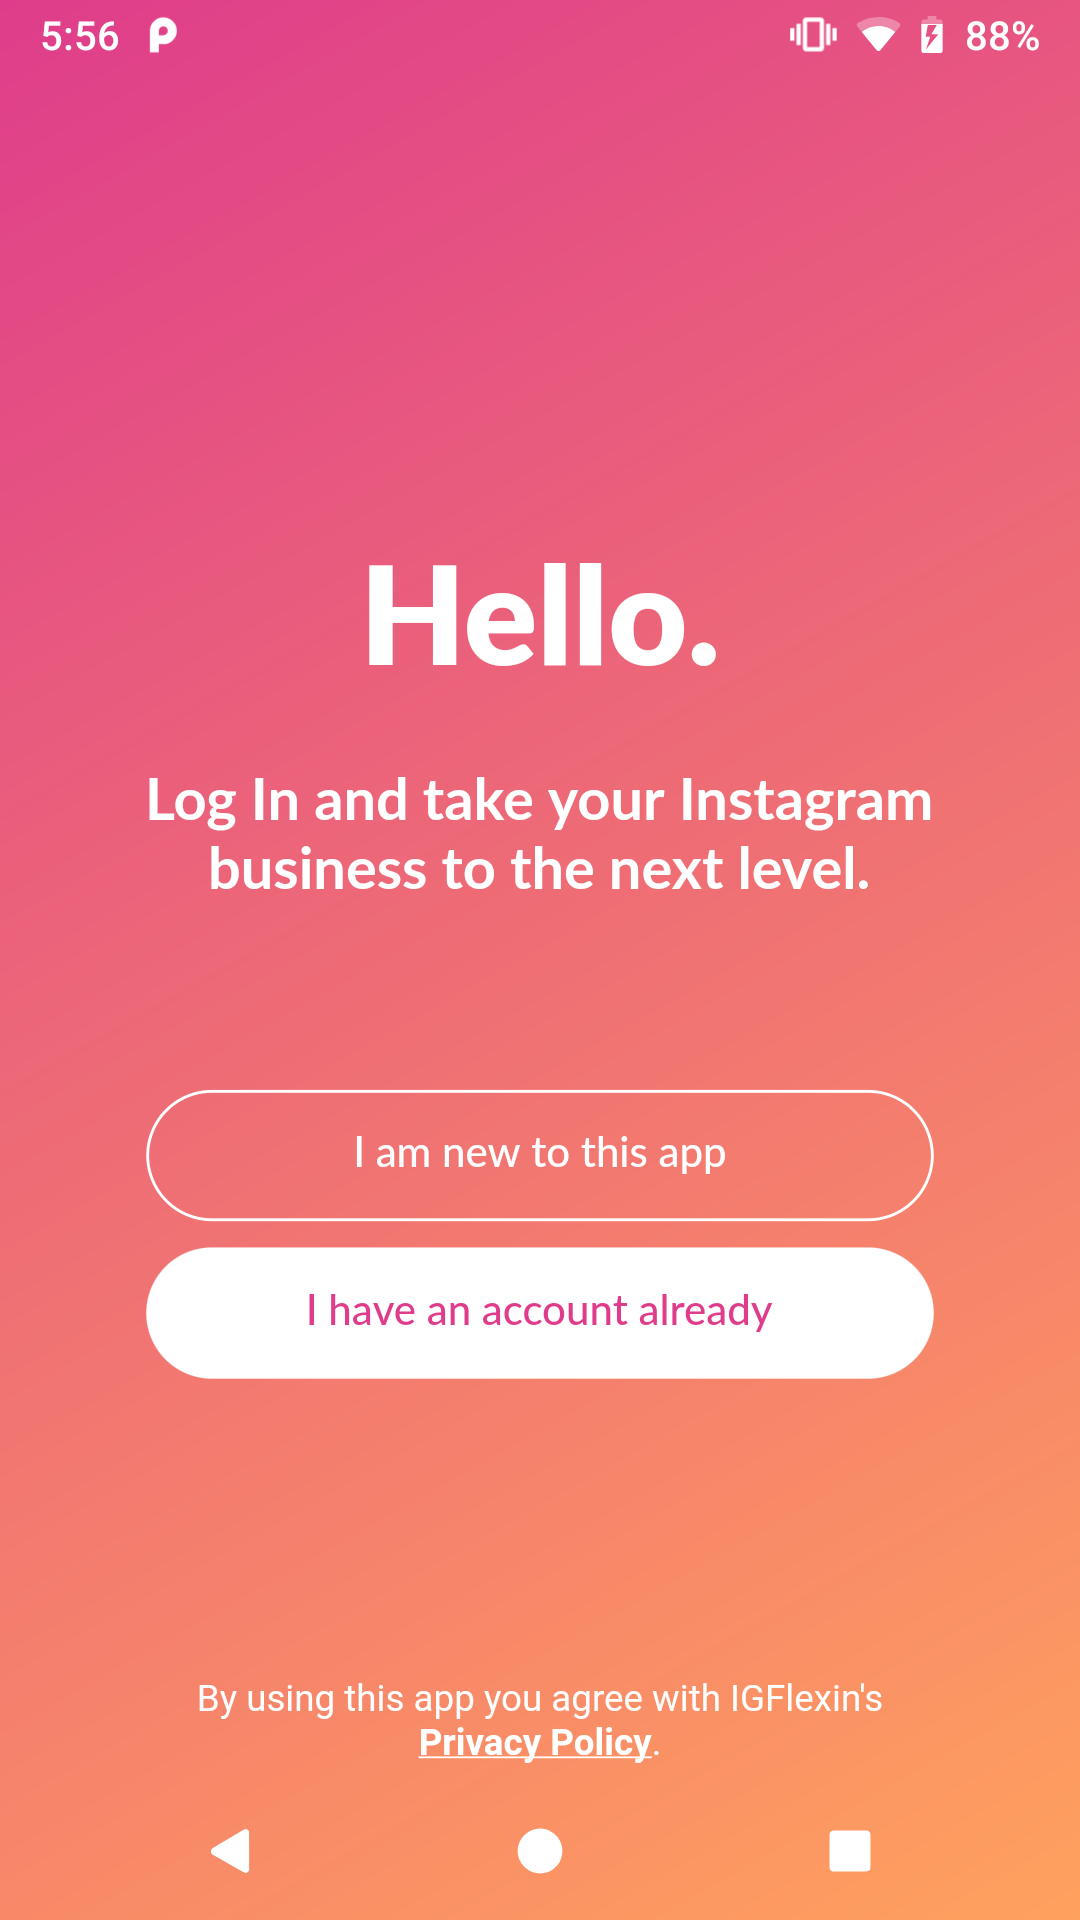 5:56
88%
Hello.
Log In and take your Instagram
business to the next level.
I am new to this app
I have an account already
By using this app you agree with IGFlexin's
Privacy Policy.